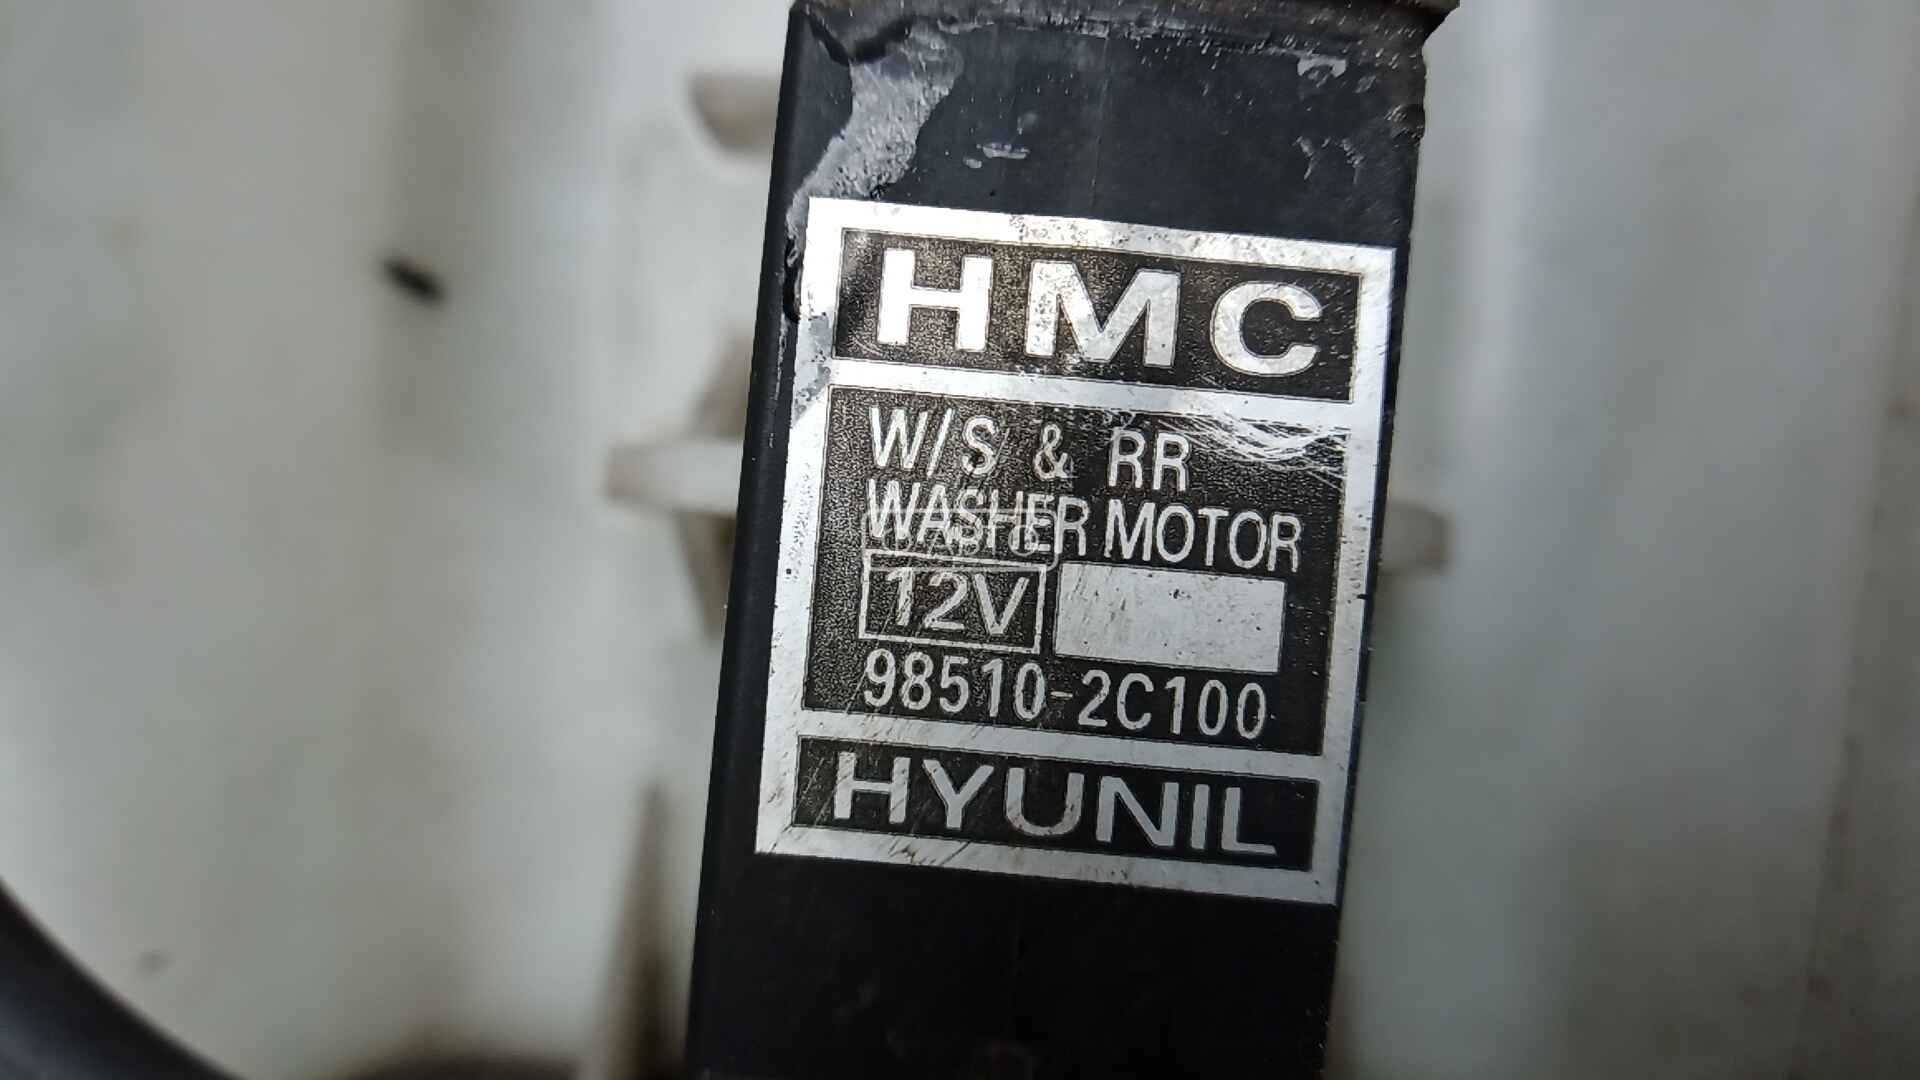 HMC
W/S & RR
WASHER MOTOR
12V
98510-2C100
HYUNIL